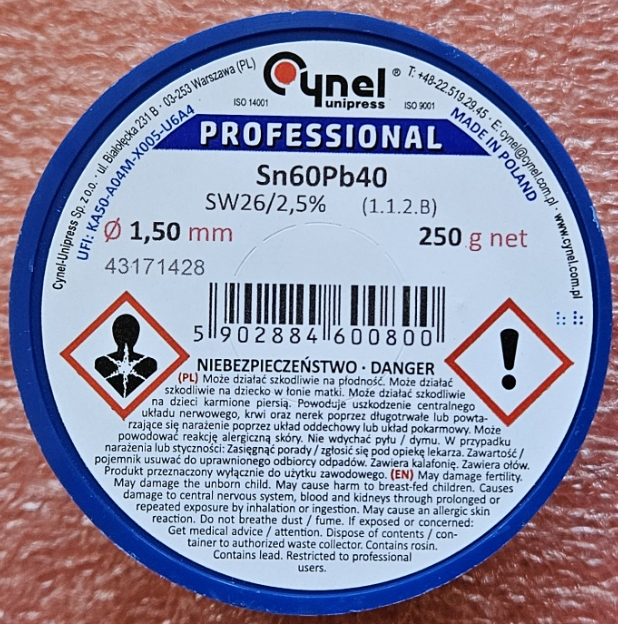 Cynel
unipress
®
ISO 14001
ISO 9001
Cynel-Unipress Sp. z o.o. · ul. Białołęcka 231 B · 03-253 Warszawa (PL)
T: +48-22.519.29.45 · E: cynel@cynel.com.pl · www.cynel.com.pl
UFI: KA50-A04M-X005-U6A4
MADE IN POLAND
PROFESSIONAL
Sn60Pb40
SW26/2,5% (1.1.2.B)
Ø 1,50 mm 250 g net
43171428
5 902884 600800
NIEBEZPIECZEŃSTWO · DANGER
(PL) Może działać szkodliwie na płodność. Może działać
szkodliwie na dziecko w łonie matki. Może działać szkodliwie
na dzieci karmione piersią. Powoduje uszkodzenie centralnego
układu nerwowego, krwi oraz nerek poprzez długotrwałe lub powta-
rzające się narażenie poprzez układ oddechowy lub układ pokarmowy. Może
powodować reakcję alergiczną skóry. Nie wdychać pyłu / dymu. W przypadku
narażenia lub styczności: Zasięgnąć porady / zgłosić się pod opiekę lekarza. Zawartość /
pojemnik usuwać do uprawnionego odbiorcy odpadów. Zawiera kalafonię. Zawiera ołów.
Produkt przeznaczony wyłącznie do użytku zawodowego. (EN) May damage fertility.
May damage the unborn child. May cause harm to breast-fed children. Causes
damage to central nervous system, blood and kidneys through prolonged or
repeated exposure by inhalation or ingestion. May cause an allergic skin
reaction. Do not breathe dust / fume. If exposed or concerned:
Get medical advice / attention. Dispose of contents / con-
tainer to authorized waste collector. Contains rosin.
Contains lead. Restricted to professional
users.